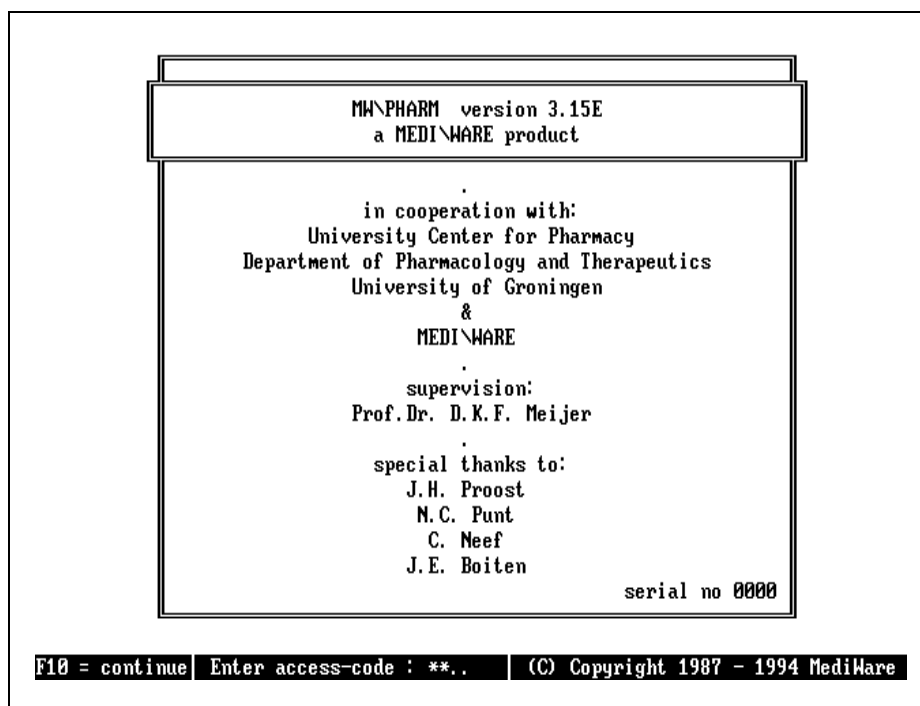 MW\PHARM version 3.15E
a MEDI\WARE product
.
in cooperation with:
University Center for Pharmacy
Department of Pharmacology and Therapeutics
University of Groningen
&
MEDI\WARE
.
supervision:
Prof.Dr. D.K.F. Meijer
.
special thanks to:
J.H. Proost
N.C. Punt
C. Neef
J.E. Boiten
serial no 0000
F10 = continue Enter access-code : **.. (C) Copyright 1987 - 1994 MediWare